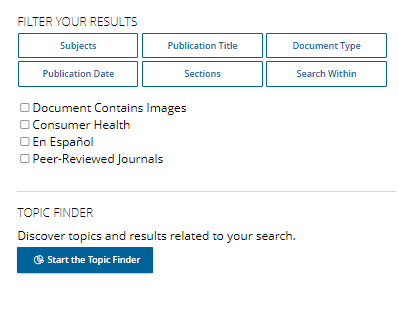 FILTER YOUR RESULTS
Subjects Publication Title Document Type
Publication Date Sections Search Within
Document Contains Images
Consumer Health
En Español
Peer-Reviewed Journals
TOPIC FINDER
Discover topics and results related to your search.
Start the Topic Finder